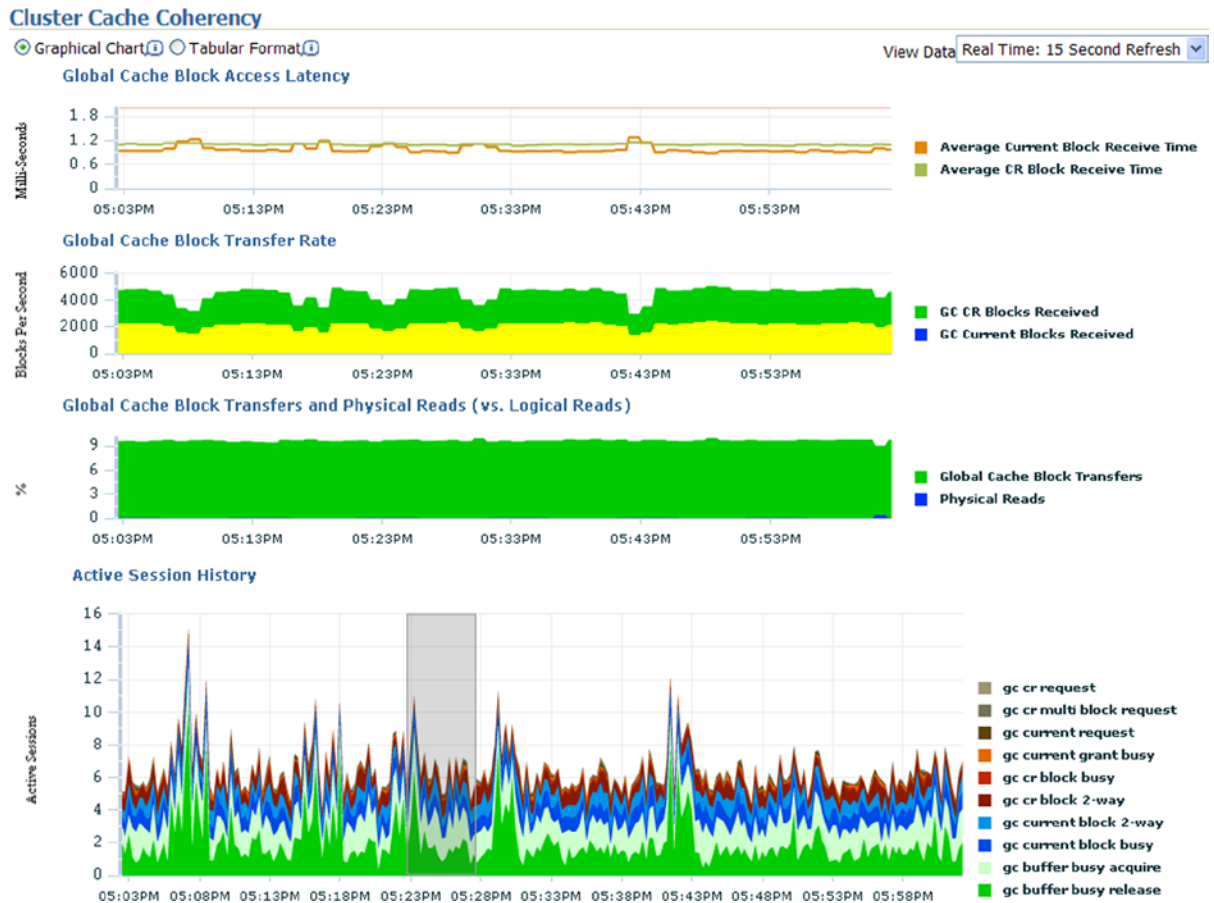 Cluster Cache Coherency
Graphical Chart Tabular Format View Data Real Time: 15 Second Refresh
Global Cache Block Access Latency
Milli-Seconds
1.8
1.2
0.6
0
05:03PM 05:13PM 05:23PM 05:33PM 05:43PM 05:53PM
Average Current Block Receive Time
Average CR Block Receive Time
Global Cache Block Transfer Rate
Blocks Per Second
6000
4000
2000
0
05:03PM 05:13PM 05:23PM 05:33PM 05:43PM 05:53PM
GC CR Blocks Received
GC Current Blocks Received
Global Cache Block Transfers and Physical Reads (vs. Logical Reads)
%
9
6
3
0
05:03PM 05:13PM 05:23PM 05:33PM 05:43PM 05:53PM
Global Cache Block Transfers
Physical Reads
Active Session History
Active Sessions
16
14
12
10
8
6
4
2
0
05:03PM 05:08PM 05:13PM 05:18PM 05:23PM 05:28PM 05:33PM 05:38PM 05:43PM 05:48PM 05:53PM 05:58PM
gc cr request
gc cr multi block request
gc current request
gc current grant busy
gc cr block busy
gc cr block 2-way
gc current block 2-way
gc current block busy
gc buffer busy acquire
gc buffer busy release